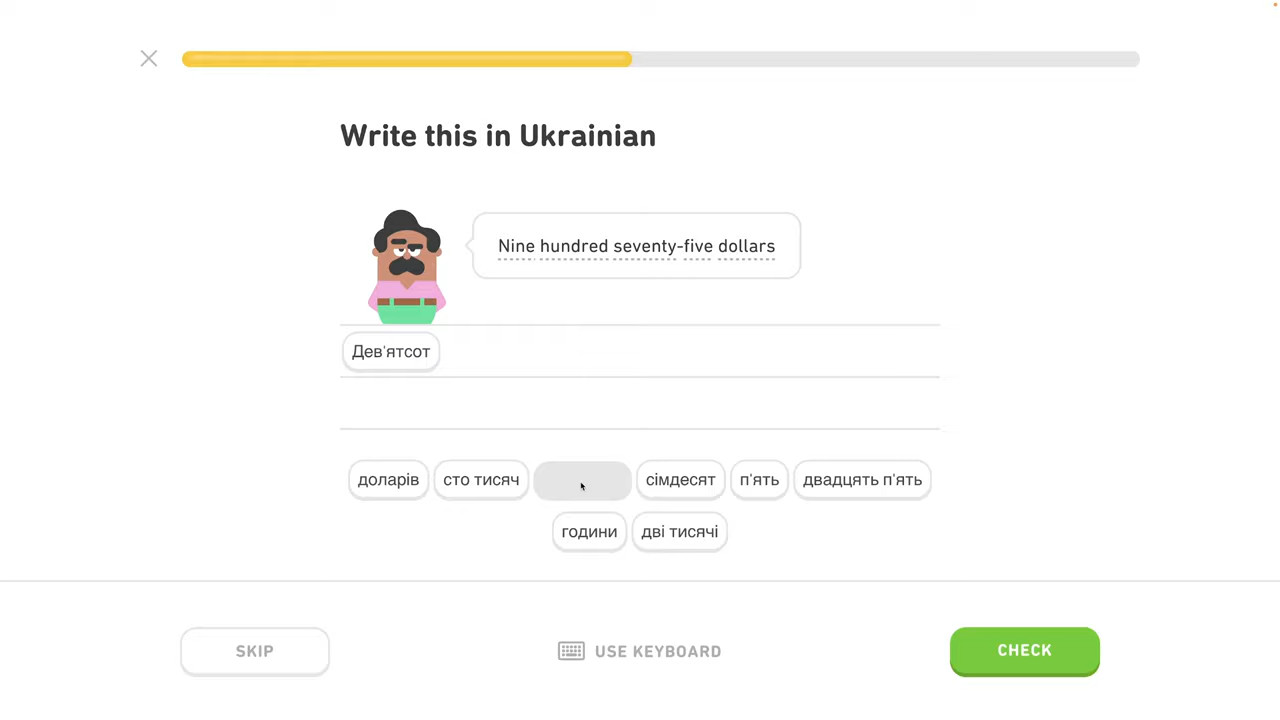 Write this in Ukrainian
Nine hundred seventy-five dollars
Дев'ятсот
доларів сто тисяч сімдесят п'ять двадцять п'ять
години дві тисячі
SKIP USE KEYBOARD CHECK